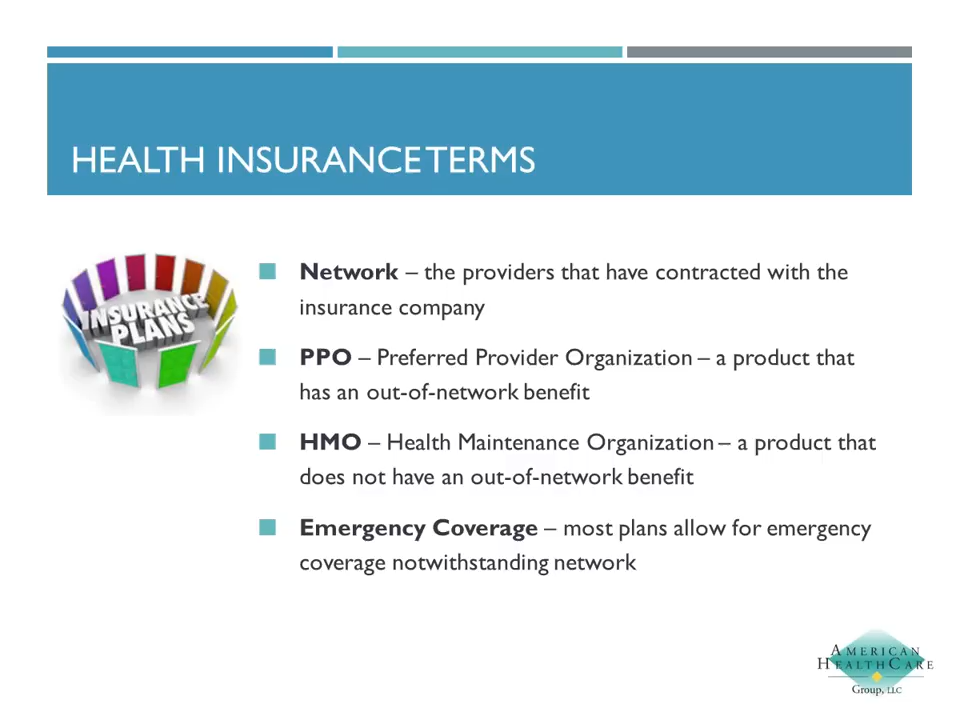 HEALTH INSURANCE TERMS
INSURANCE
PLANS
Network – the providers that have contracted with the
insurance company
PPO – Preferred Provider Organization – a product that
has an out-of-network benefit
HMO – Health Maintenance Organization – a product that
does not have an out-of-network benefit
Emergency Coverage – most plans allow for emergency
coverage notwithstanding network
AMERICAN
HEALTHCARE
Group, LLC